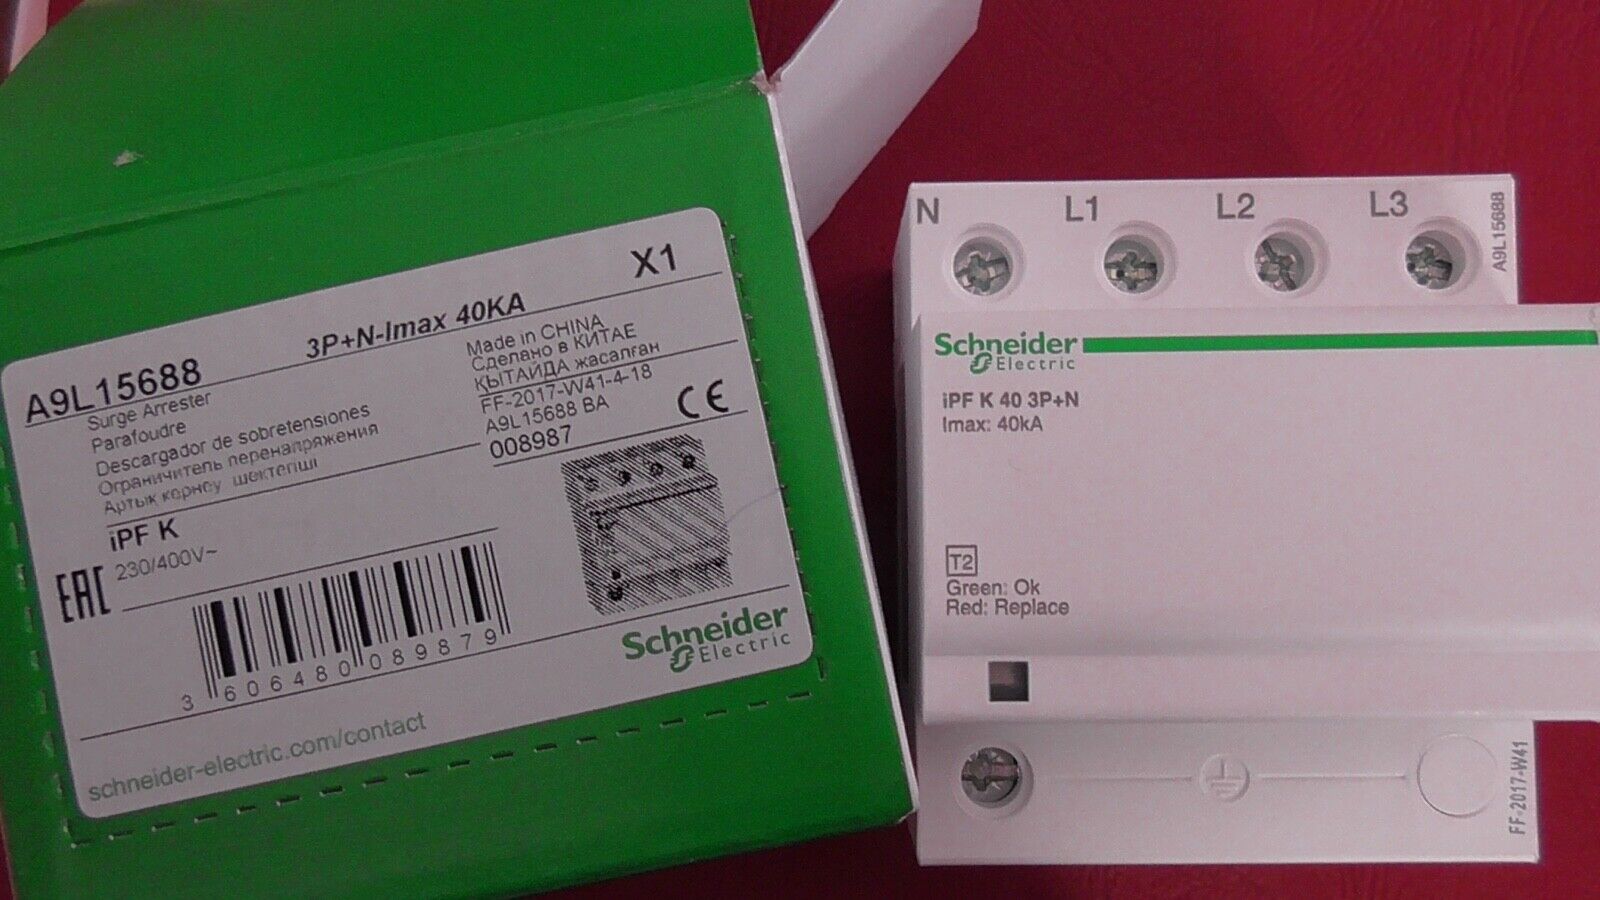 X1
A9L15688
3P+N-Imax 40KA
Surge Arrester
Parafoudre
Descargador de sobretensiones
Ограничитель перенапряжения
Артық кернеу шектегіші
Made in CHINA
Сделано в КИТАЕ
ҚЫТАЙДА жасалған
FF-2017-W41-4-18
A9L15688 BA
008987
CE
iPF K
230/400V~
EAC
3 606480 089879
Schneider
Electric
schneider-electric.com/contact
N L1 L2 L3
A9L15688
Schneider
Electric
iPF K 40 3P+N
Imax: 40kA
T2
Green: Ok
Red: Replace
FF-2017-W41